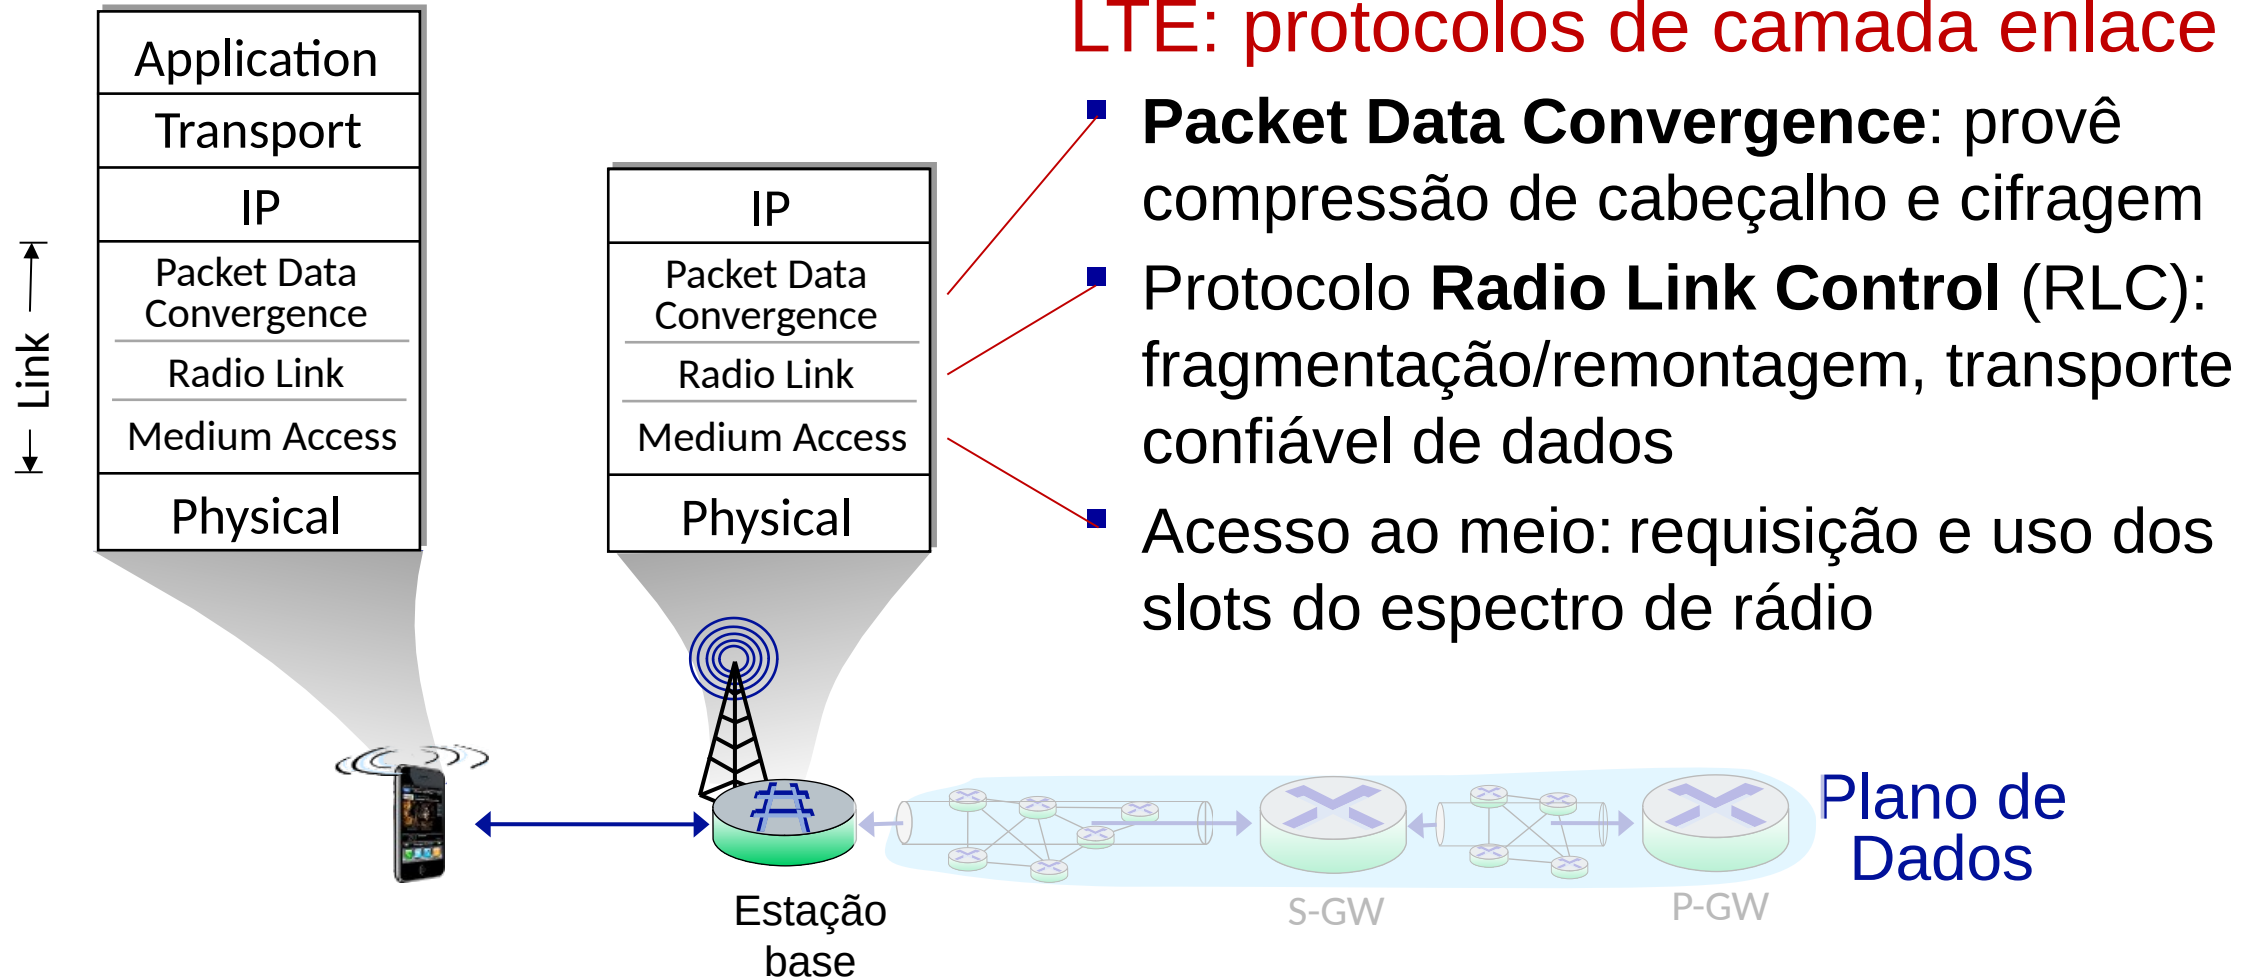 LTE: protocolos de camada enlace
Packet Data Convergence: provê
compressão de cabeçalho e cifragem
Protocolo Radio Link Control (RLC):
fragmentação/remontagem, transporte
confiável de dados
Acesso ao meio: requisição e uso dos
slots do espectro de rádio
Application
Transport
IP
Packet Data
Convergence
Radio Link
Medium Access
Physical
Link
IP
Packet Data
Convergence
Radio Link
Medium Access
Physical
Estação
base
S-GW
P-GW
Plano de
Dados